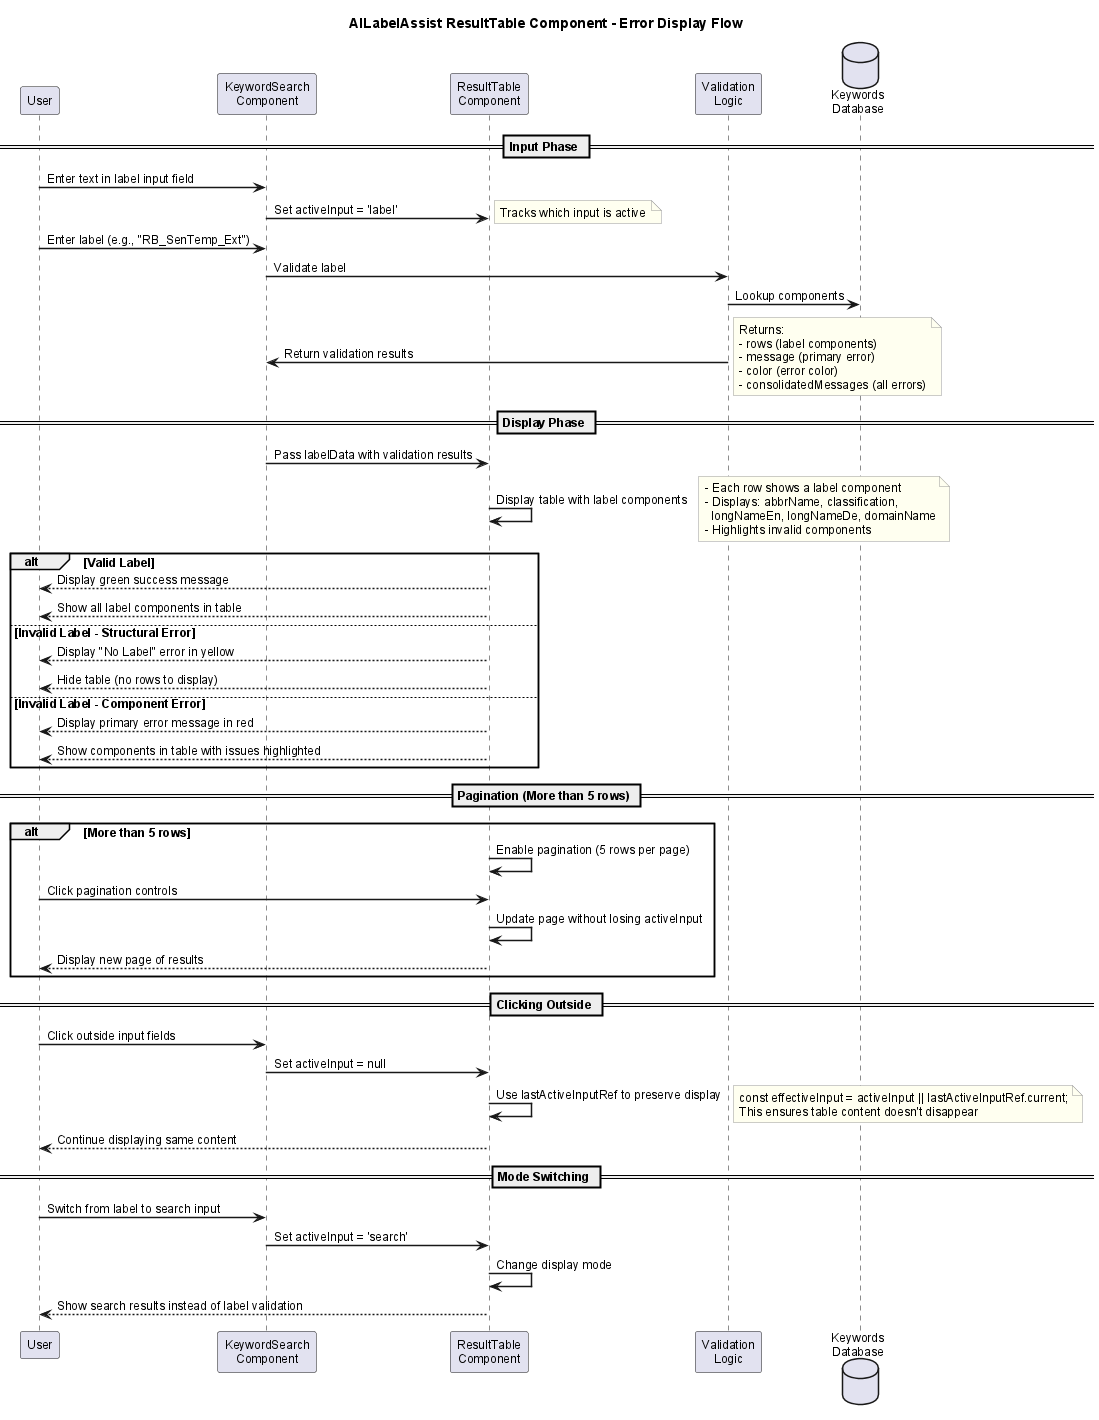 AILabelAssist ResultTable Component - Error Display Flow
User
KeywordSearch
Component
ResultTable
Component
Validation
Logic
Keywords
Database
Input Phase
Enter text in label input field
Set activeInput = 'label'
Tracks which input is active
Enter label (e.g., "RB_SenTemp_Ext")
Validate label
Lookup components
Return validation results
Returns:
- rows (label components)
- message (primary error)
- color (error color)
- consolidatedMessages (all errors)
Display Phase
Pass labelData with validation results
Display table with label components
- Each row shows a label component
- Displays: abbrName, classification,
longNameEn, longNameDe, domainName
- Highlights invalid components
alt
[Valid Label]
Display green success message
Show all label components in table
[Invalid Label - Structural Error]
Display "No Label" error in yellow
Hide table (no rows to display)
[Invalid Label - Component Error]
Display primary error message in red
Show components in table with issues highlighted
Pagination (More than 5 rows)
alt
[More than 5 rows]
Enable pagination (5 rows per page)
Click pagination controls
Update page without losing activeInput
Display new page of results
Clicking Outside
Click outside input fields
Set activeInput = null
Use lastActiveInputRef to preserve display
const effectiveInput = activeInput || lastActiveInputRef.current;
This ensures table content doesn't disappear
Continue displaying same content
Mode Switching
Switch from label to search input
Set activeInput = 'search'
Change display mode
Show search results instead of label validation
User
KeywordSearch
Component
ResultTable
Component
Validation
Logic
Keywords
Database